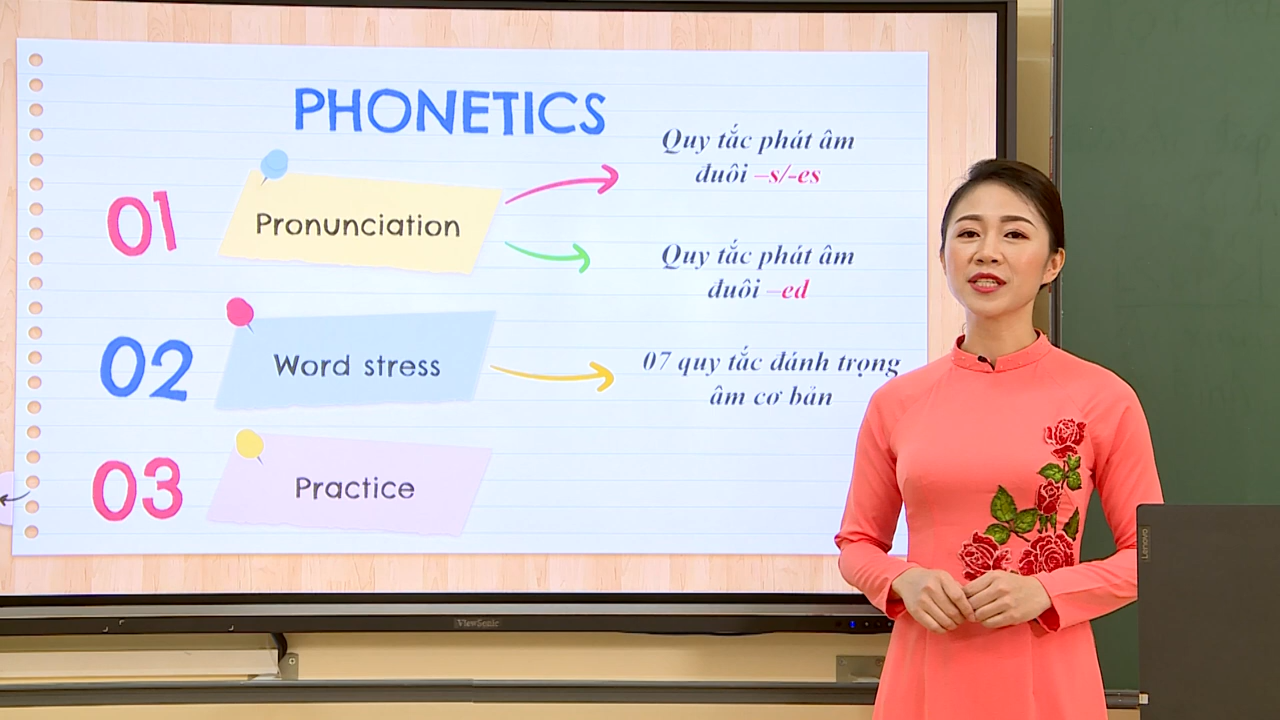 PHONETICS
01
Pronunciation
Quy tắc phát âm
đuôi –s/-es
Quy tắc phát âm
đuôi –ed
02
Word stress
07 quy tắc đánh trọng
âm cơ bản
03
Practice
ViewSonic
Lenovo